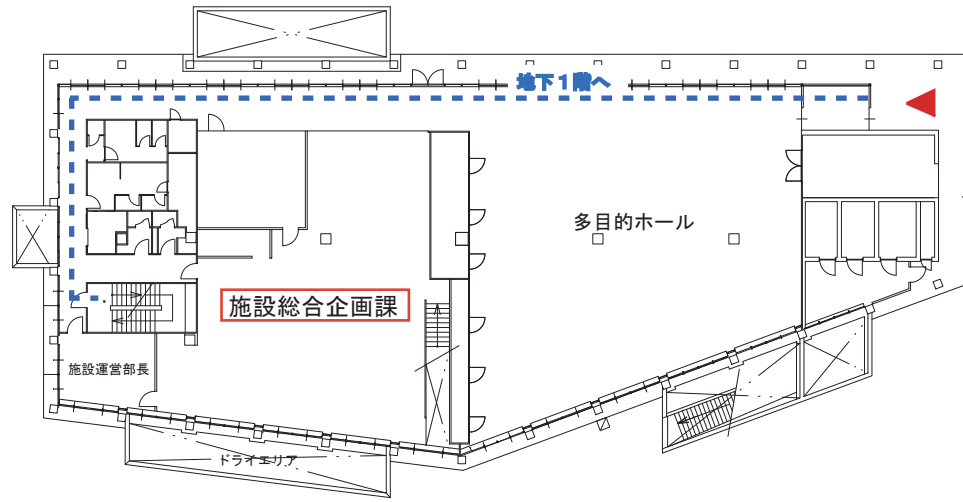 地下1階へ
多目的ホール
施設総合企画課
施設運営部長
ドライエリア